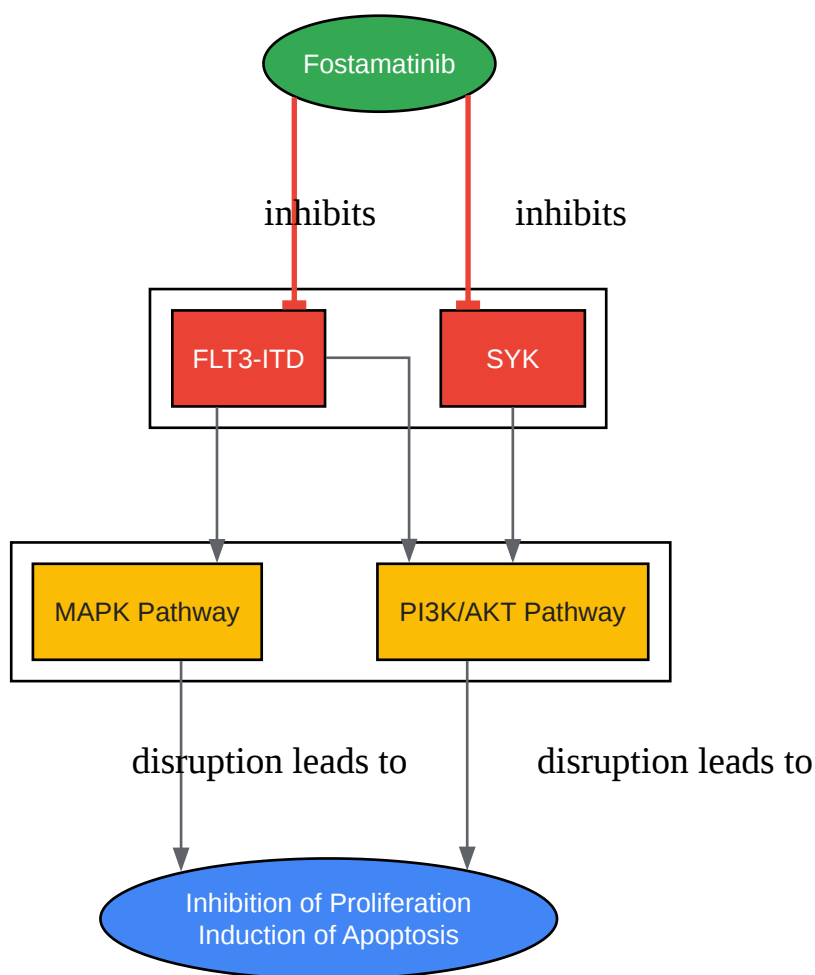 Fostamatinib
inhibits
inhibits
FLT3-ITD
SYK
MAPK Pathway
PI3K/AKT Pathway
disruption leads to
disruption leads to
Inhibition of Proliferation
Induction of Apoptosis